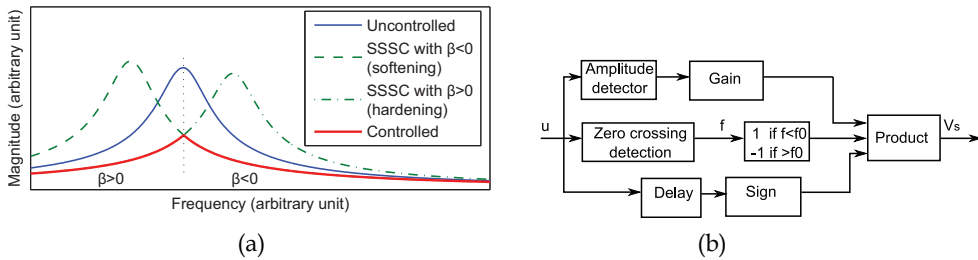 Magnitude (arbitrary unit)
Uncontrolled
SSSC with β<0
(softening)
SSSC with β>0
(hardening)
Controlled
β>0
β<0
Frequency (arbitrary unit)
(a)
Amplitude
detector
Gain
u
Zero crossing
detection
f
1 if f<f0
-1 if >f0
Product
Vs
Delay
Sign
(b)